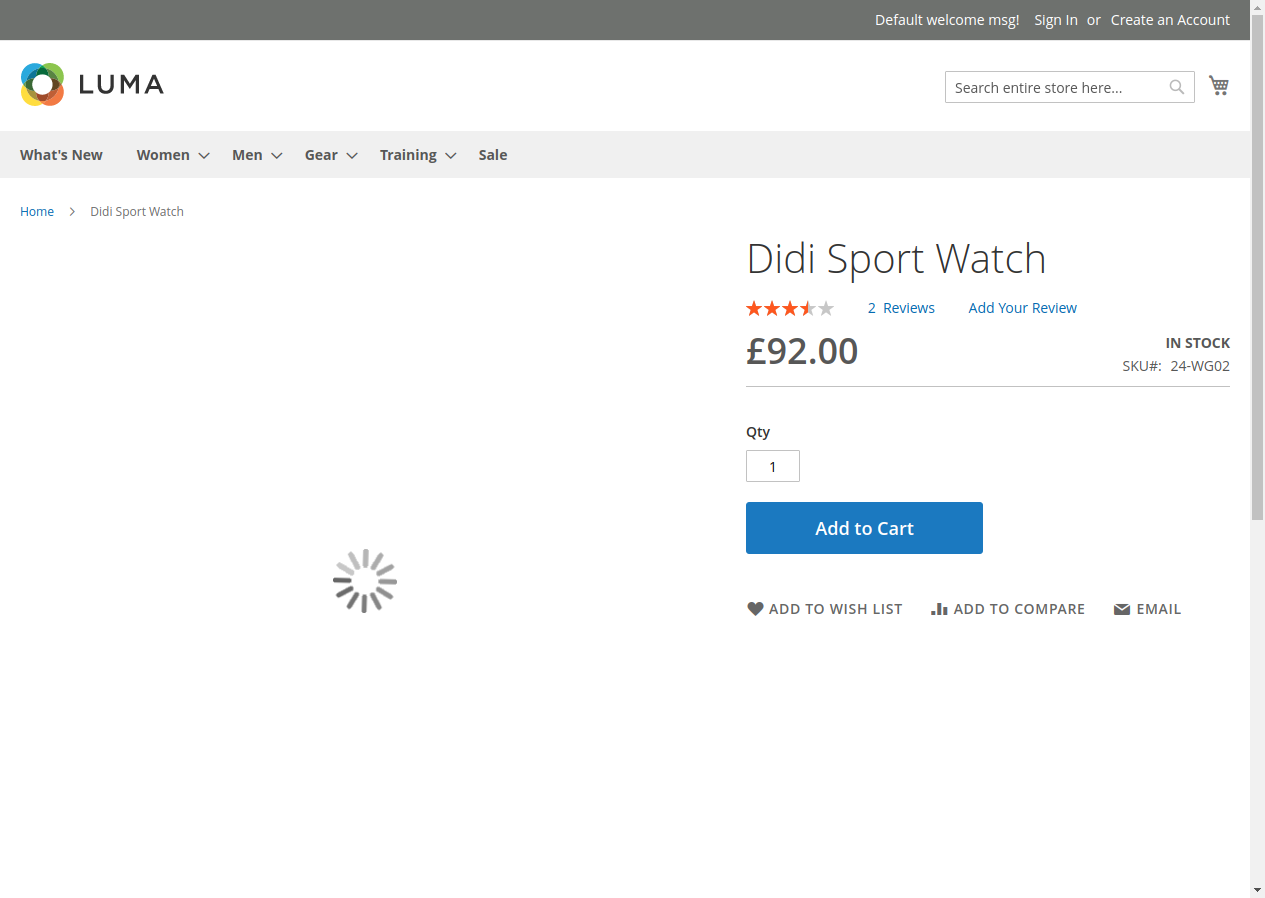 Default welcome msg! Sign In or Create an Account
LUMA
Search entire store here...
What's New Women Men Gear Training Sale
Home Didi Sport Watch
Didi Sport Watch
2 Reviews Add Your Review
£92.00
IN STOCK
SKU#: 24-WG02
Qty
1
Add to Cart
ADD TO WISH LIST ADD TO COMPARE EMAIL